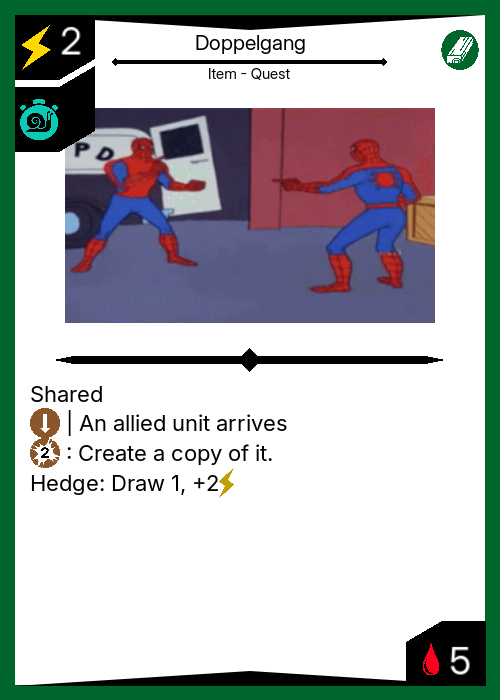 2
Doppelgang
Item - Quest
PD
Shared
| An allied unit arrives
2 : Create a copy of it.
Hedge: Draw 1, +2
5